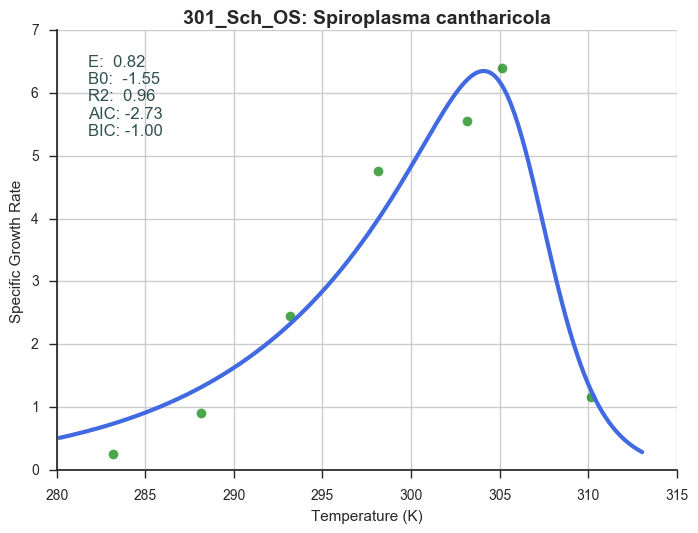 301_Sch_OS: Spiroplasma cantharicola
E:  0.82
B0:  -1.55
R2:  0.96
AIC: -2.73
BIC: -1.00
Specific Growth Rate
7
6
5
4
3
2
1
0
280 285 290 295 300 305 310 315
Temperature (K)